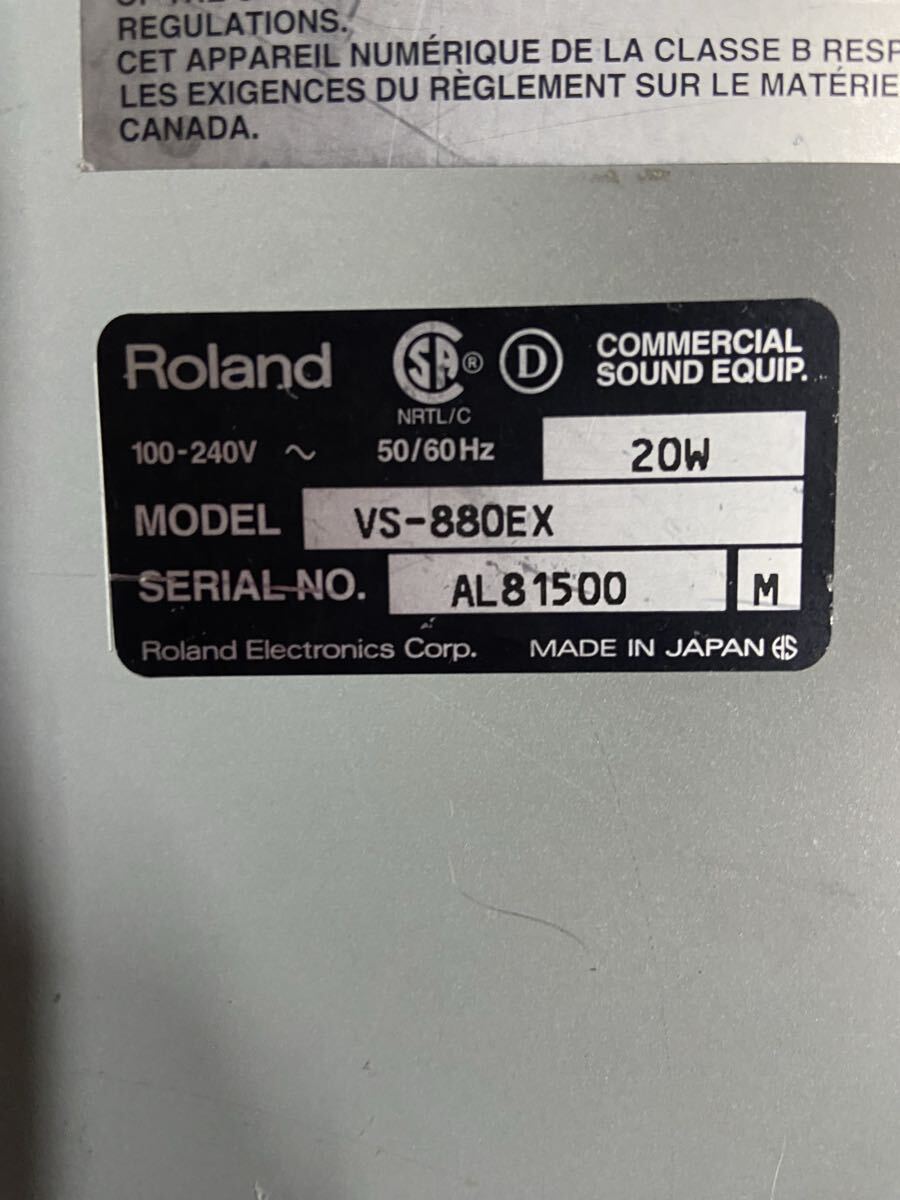 REGULATIONS.
CET APPAREIL NUMÉRIQUE DE LA CLASSE B RESP
LES EXIGENCES DU RÈGLEMENT SUR LE MATÉRIE
CANADA.
Roland SA® D COMMERCIAL
SOUND EQUIP.
NRTL/C
100-240V ~ 50/60Hz 20W
MODEL VS-880EX
SERIAL NO. AL81500 M
Roland Electronics Corp. MADE IN JAPAN